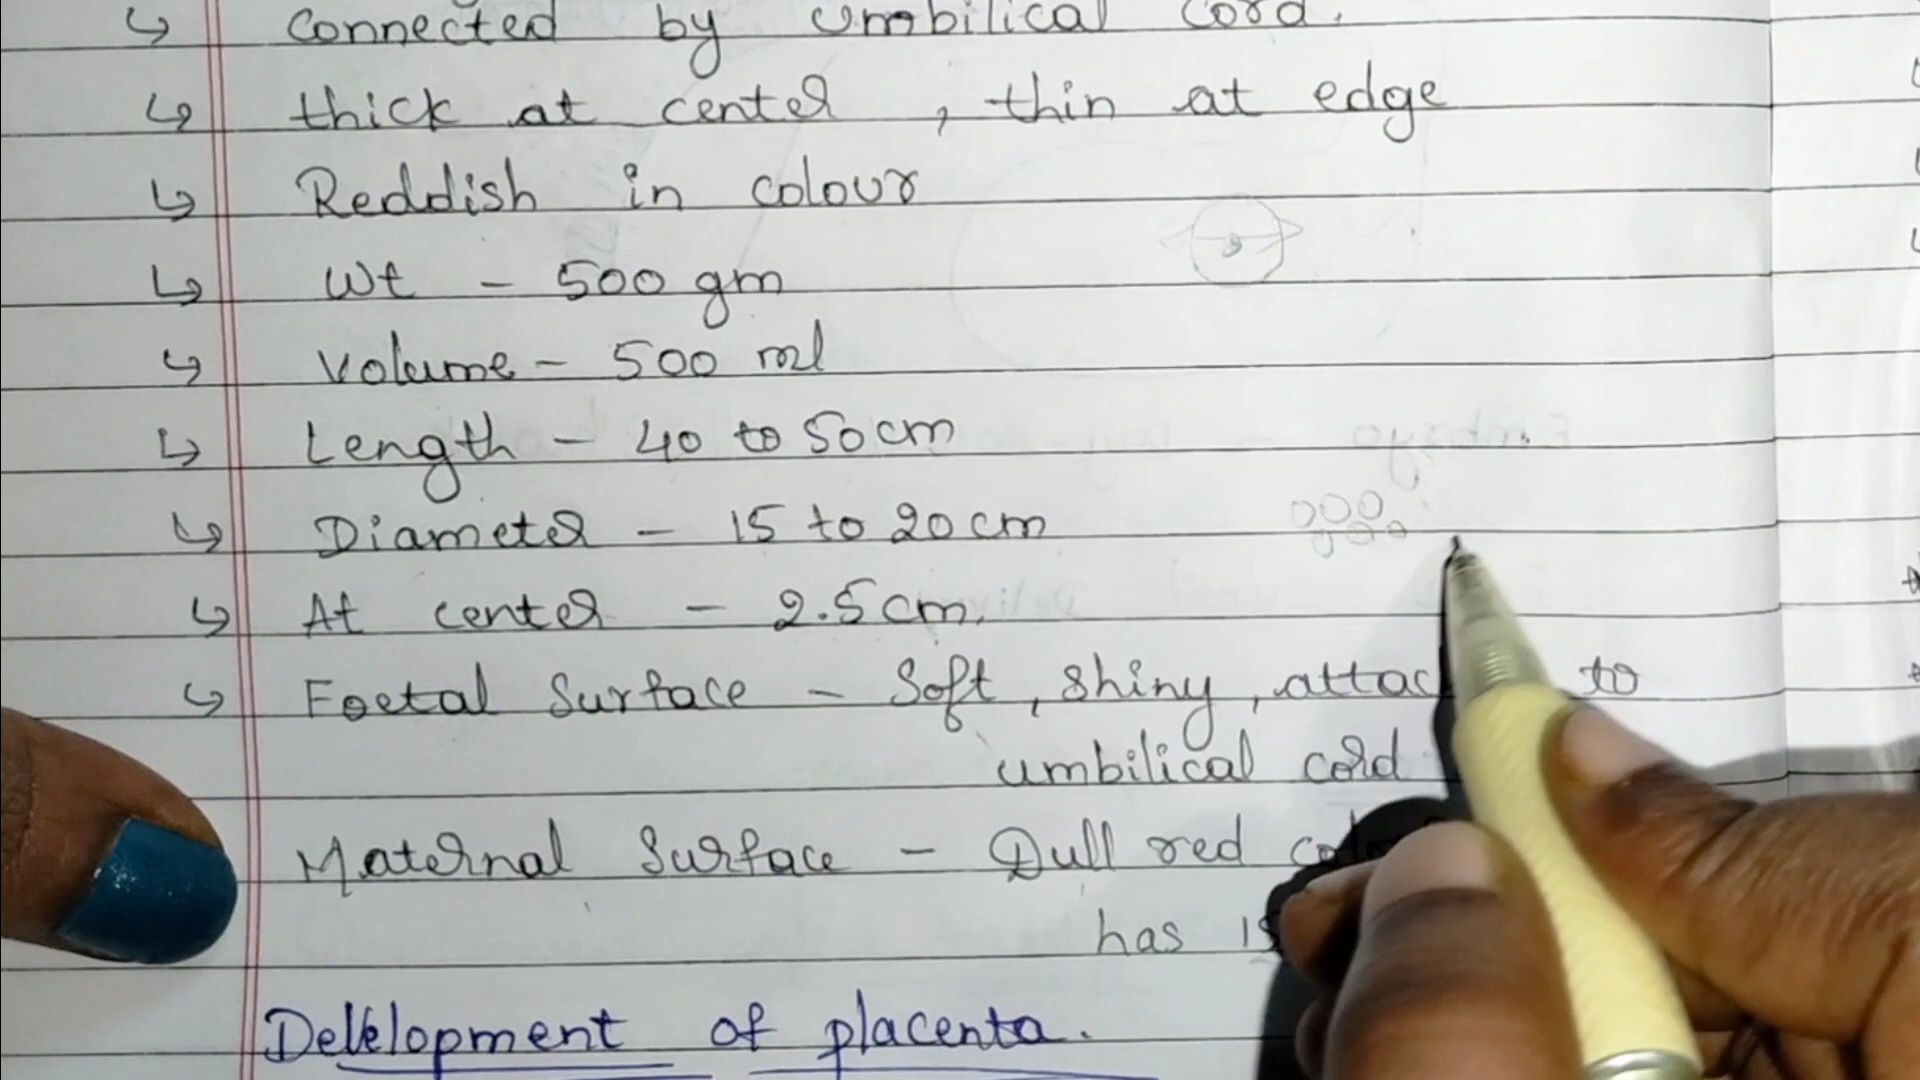 ↳ Connected by umbilical cord.
↳ thick at center , thin at edge
↳ Reddish in colour
↳ Wt - 500 gm
↳ Volume - 500 ml
↳ Length - 40 to 50 cm
↳ Diameter - 15 to 20 cm
↳ At center - 2.5 cm.
↳ Foetal Surface - Soft, shiny, to
umbilical cord
Maternal Surface - Dull red
has
Development of placenta.